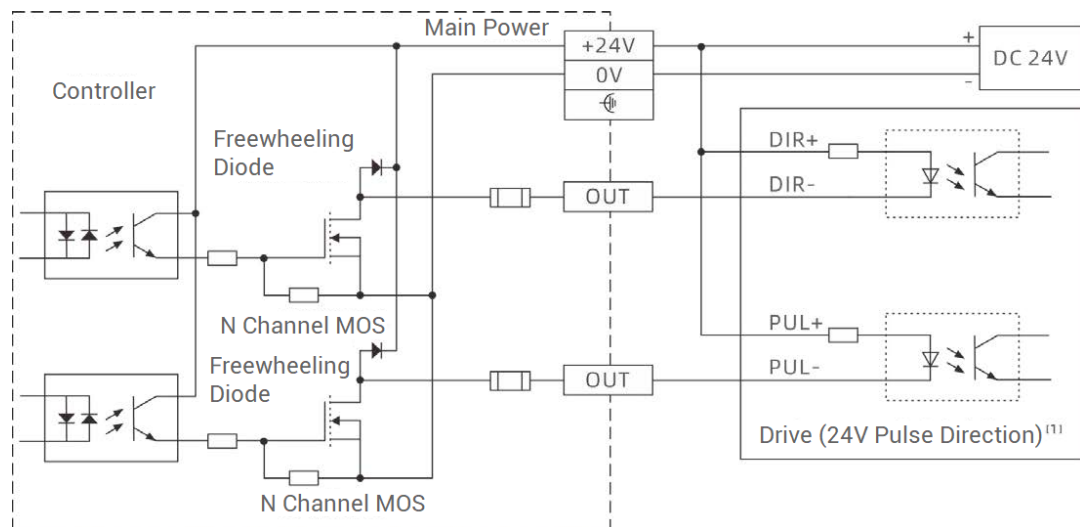 Main Power
+24V
+
0V
DC 24V
-
Controller
Freewheeling
Diode
DIR+
DIR-
OUT
N Channel MOS
Freewheeling
Diode
PUL+
PUL-
OUT
Drive (24V Pulse Direction)[1]
N Channel MOS